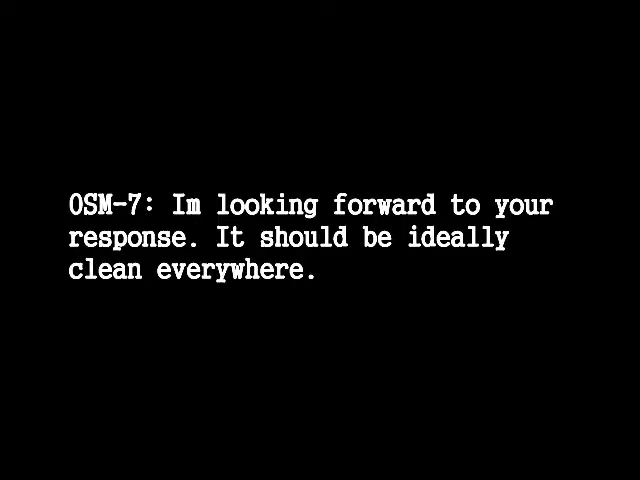 OSM-7: Im looking forward to your
response. It should be ideally
clean everywhere.